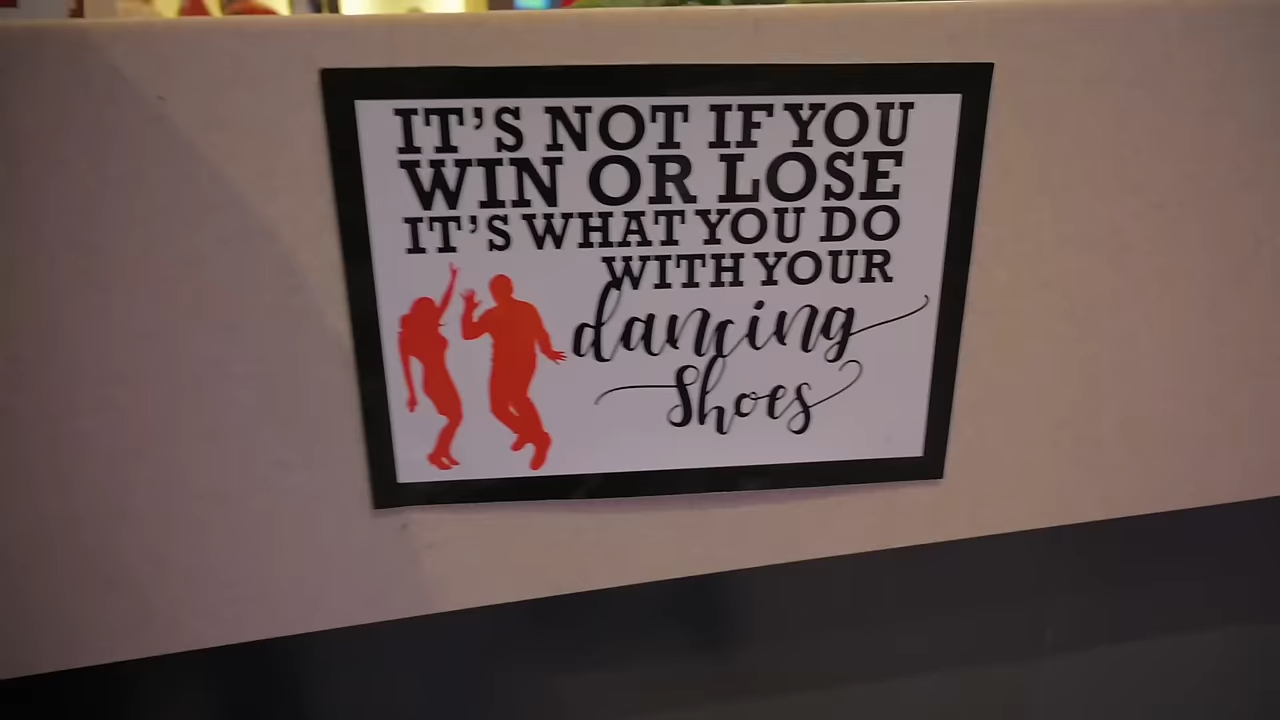 IT'S NOT IF YOU
WIN OR LOSE
IT'S WHAT YOU DO
WITH YOUR
dancing
Shoes